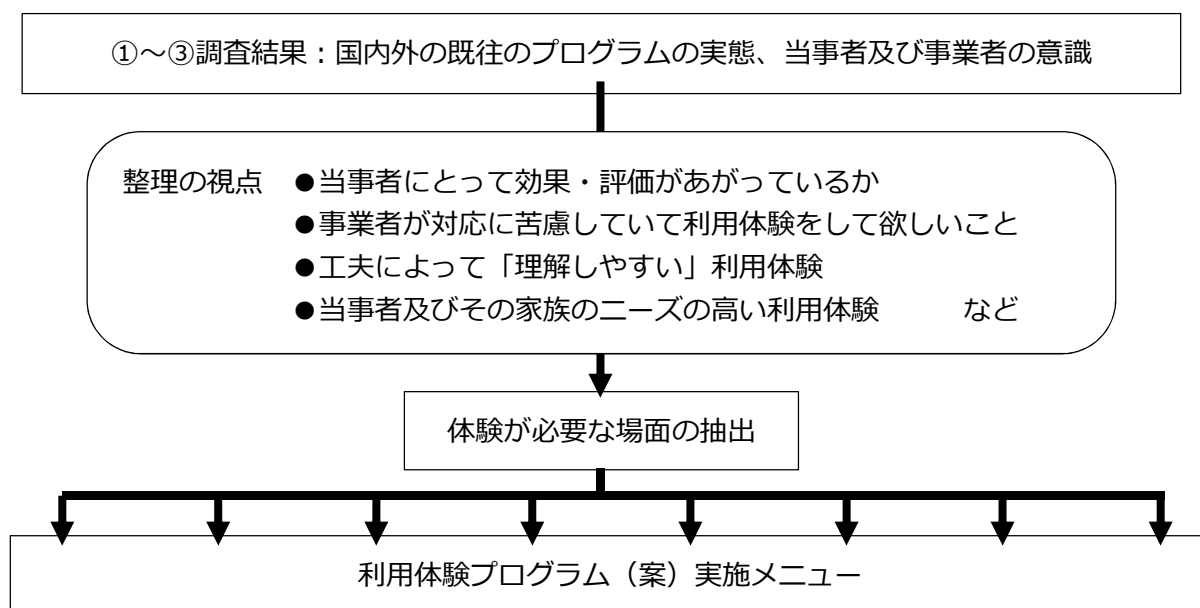 ①~③調査結果:国内外の既往のプログラムの実態、当事者及び事業者の意識
整理の視点 ●当事者にとって効果・評価があがっているか
●事業者が対応に苦慮していて利用体験をして欲しいこと
●工夫によって「理解しやすい」利用体験
●当事者及びその家族のニーズの高い利用体験 など
体験が必要な場面の抽出
利用体験プログラム(案)実施メニュー